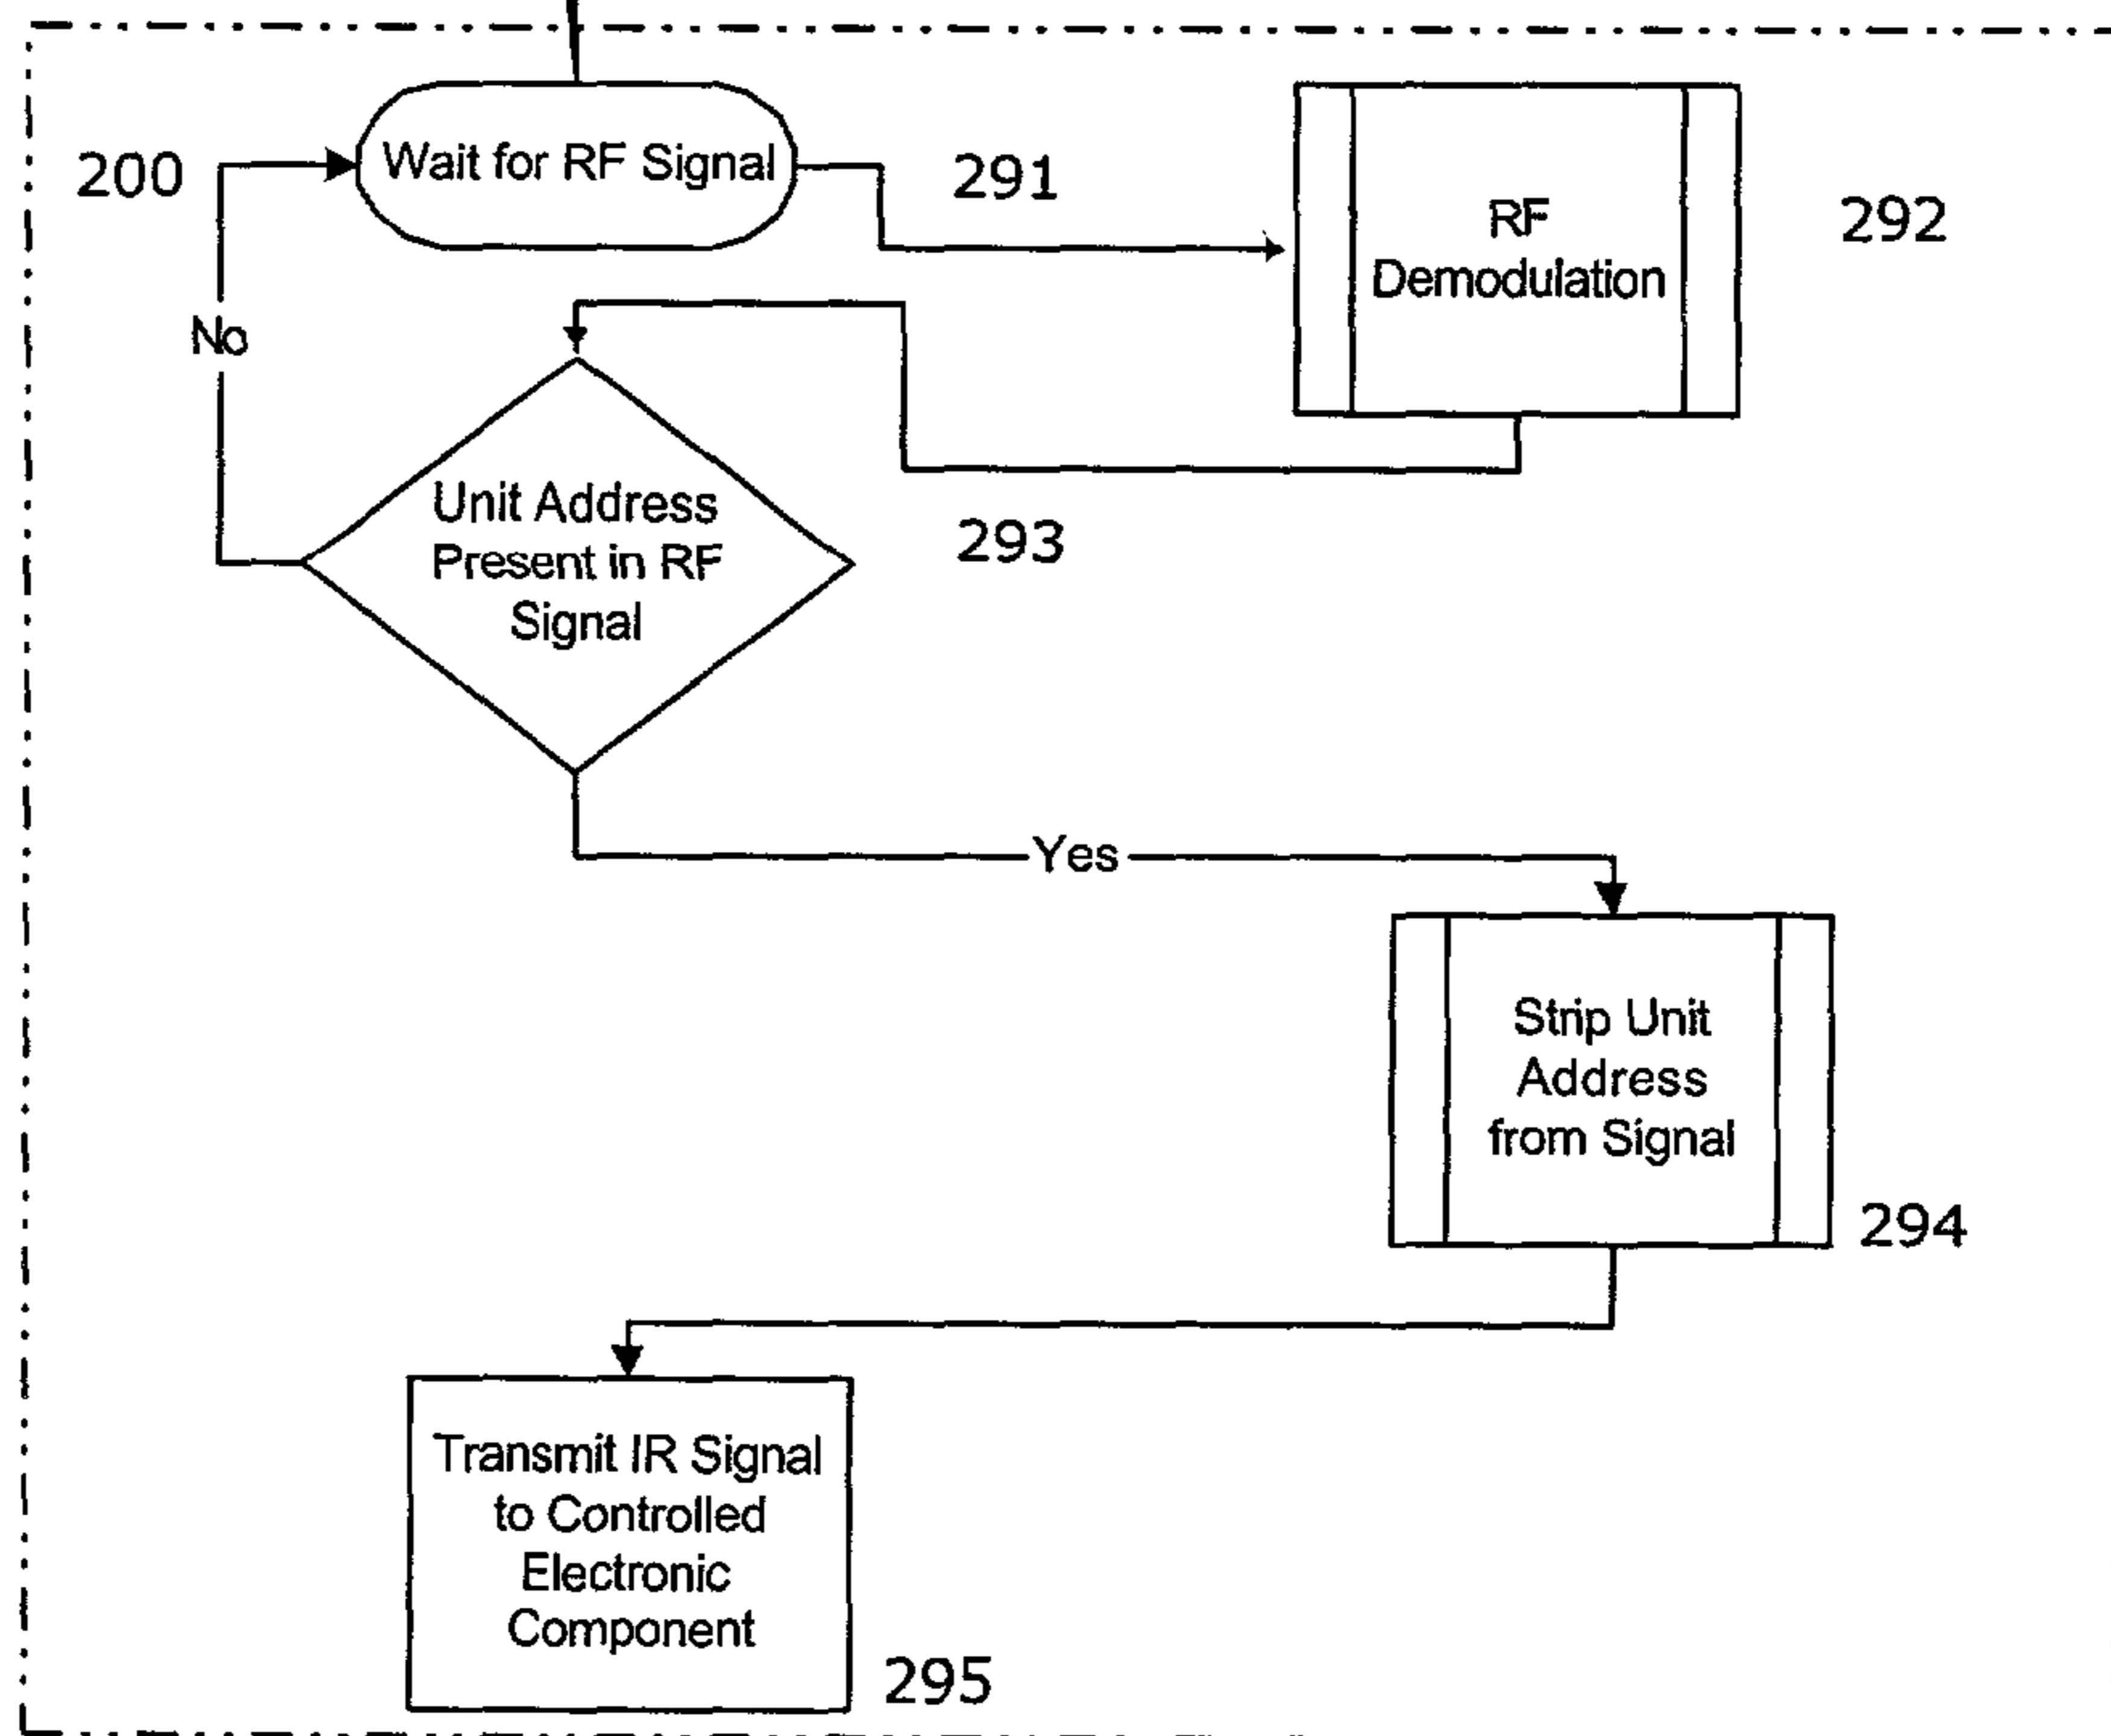 200
Wait for RF Signal
291
RF
Demodulation
292
No
Unit Address
Present in RF
Signal
293
Yes
Strip Unit
Address
from Signal
294
Transmit IR Signal
to Controlled
Electronic
Component
295